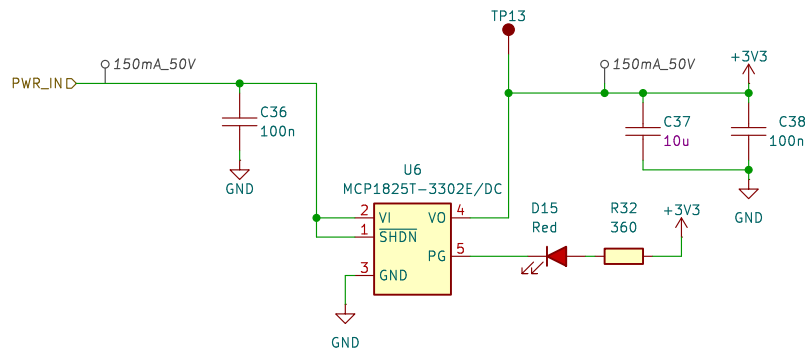 TP13
150mA_50V
150mA_50V
+3V3
PWR_IN
C36
100n
C37
10u
C38
100n
GND
U6
MCP1825T-3302E/DC
GND
2 VI VO 4
1 SHDN
PG 5
3 GND
D15
Red
R32
360
+3V3
GND